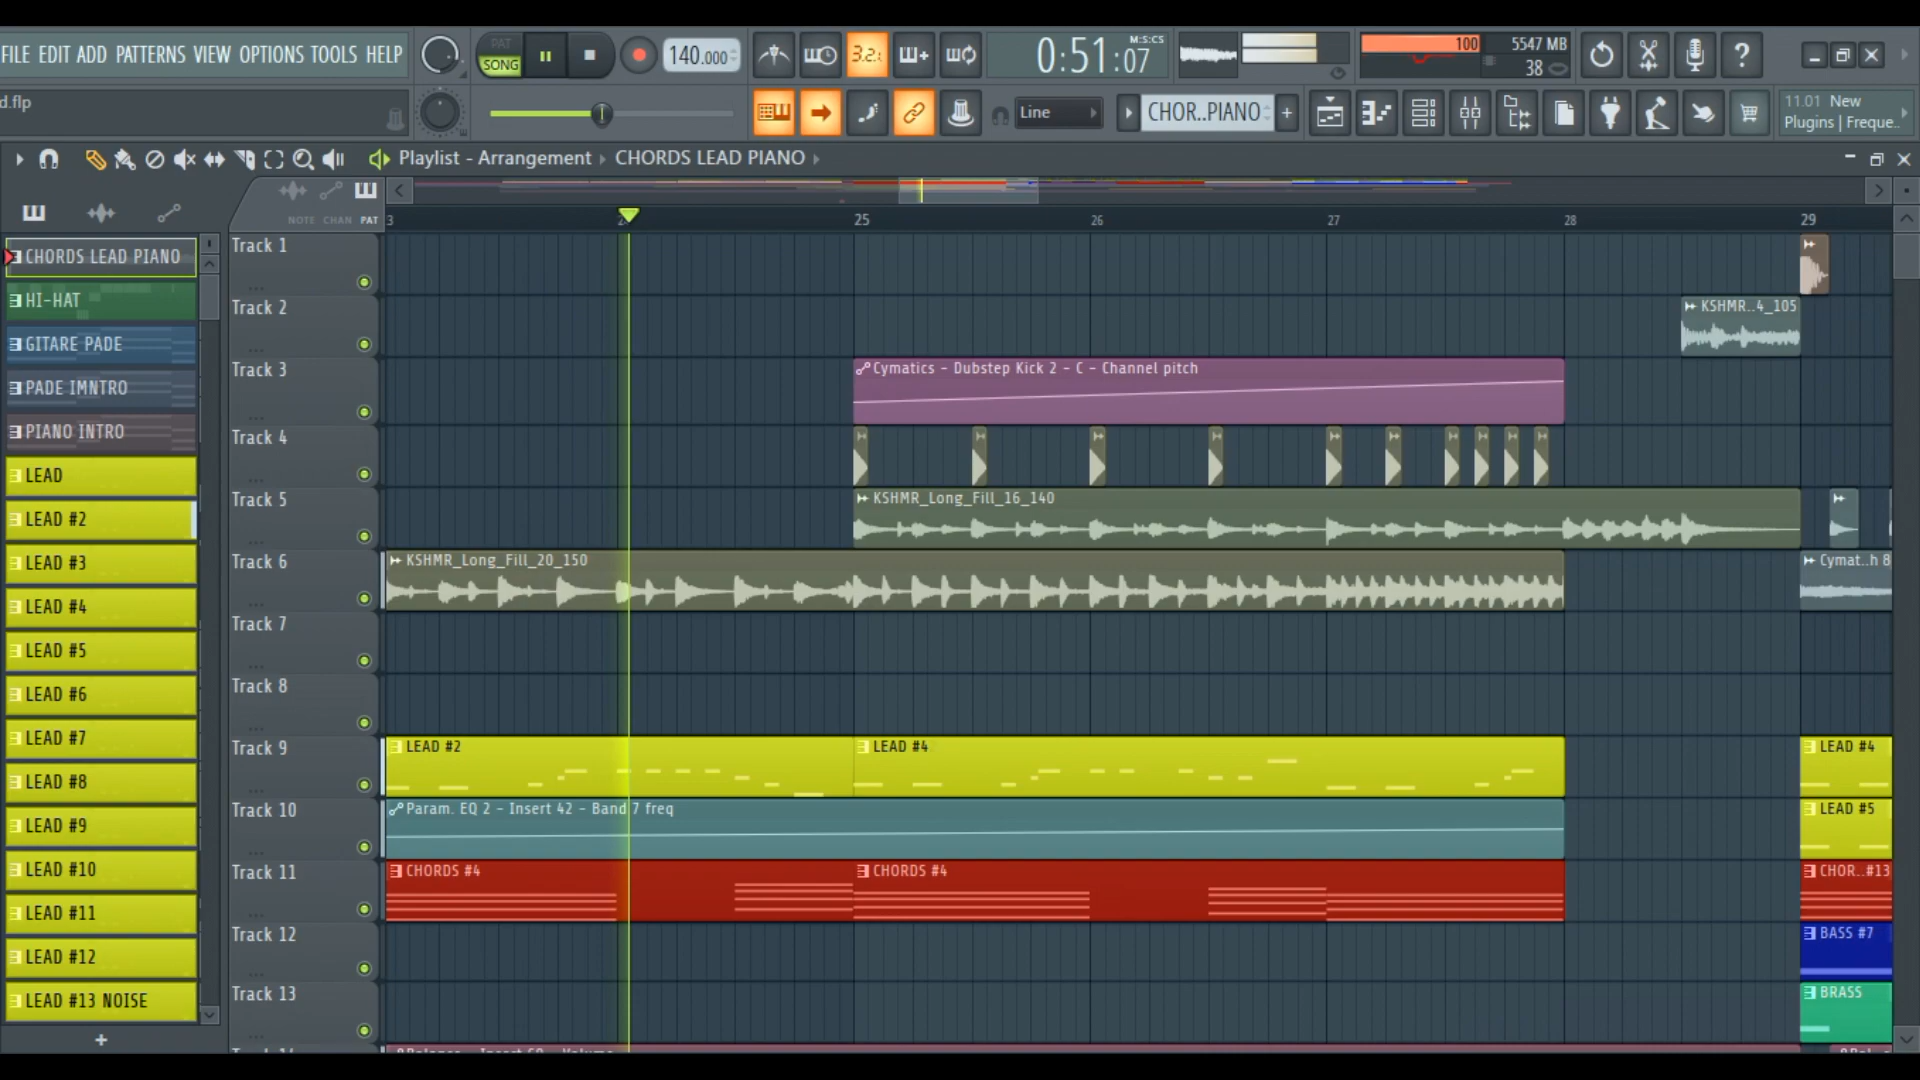 FILE EDIT ADD PATTERNS VIEW OPTIONS TOOLS HELP
PAT
SONG
140.000
3.2
0:51:07
M:S:CS
100
5547 MB
38
d.flp
Line
CHOR..PIANO
11.01 New
Plugins | Freque..
Playlist - Arrangement
CHORDS LEAD PIANO
NOTE CHAN PAT
3
25
26
27
28
29
CHORDS LEAD PIANO
HI-HAT
GITARE PADE
PADE IMNTRO
PIANO INTRO
LEAD
LEAD #2
LEAD #3
LEAD #4
LEAD #5
LEAD #6
LEAD #7
LEAD #8
LEAD #9
LEAD #10
LEAD #11
LEAD #12
LEAD #13 NOISE
Track 1
Track 2
KSHMR..4_105
Track 3
Cymatics - Dubstep Kick 2 - C - Channel pitch
Track 4
Track 5
KSHMR_Long_Fill_16_140
Track 6
KSHMR_Long_Fill_20_150
Cymat..h 8
Track 7
Track 8
Track 9
LEAD #2
LEAD #4
LEAD #4
Track 10
Param. EQ 2 - Insert 42 - Band 7 freq
LEAD #5
Track 11
CHORDS #4
CHORDS #4
CHOR..#13
Track 12
BASS #7
Track 13
BRASS